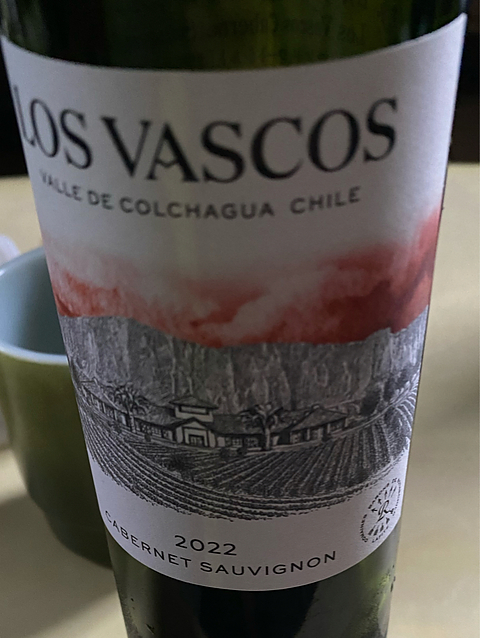 LOS VASCOS
VALLE DE COLCHAGUA CHILE
2022
CABERNET SAUVIGNON